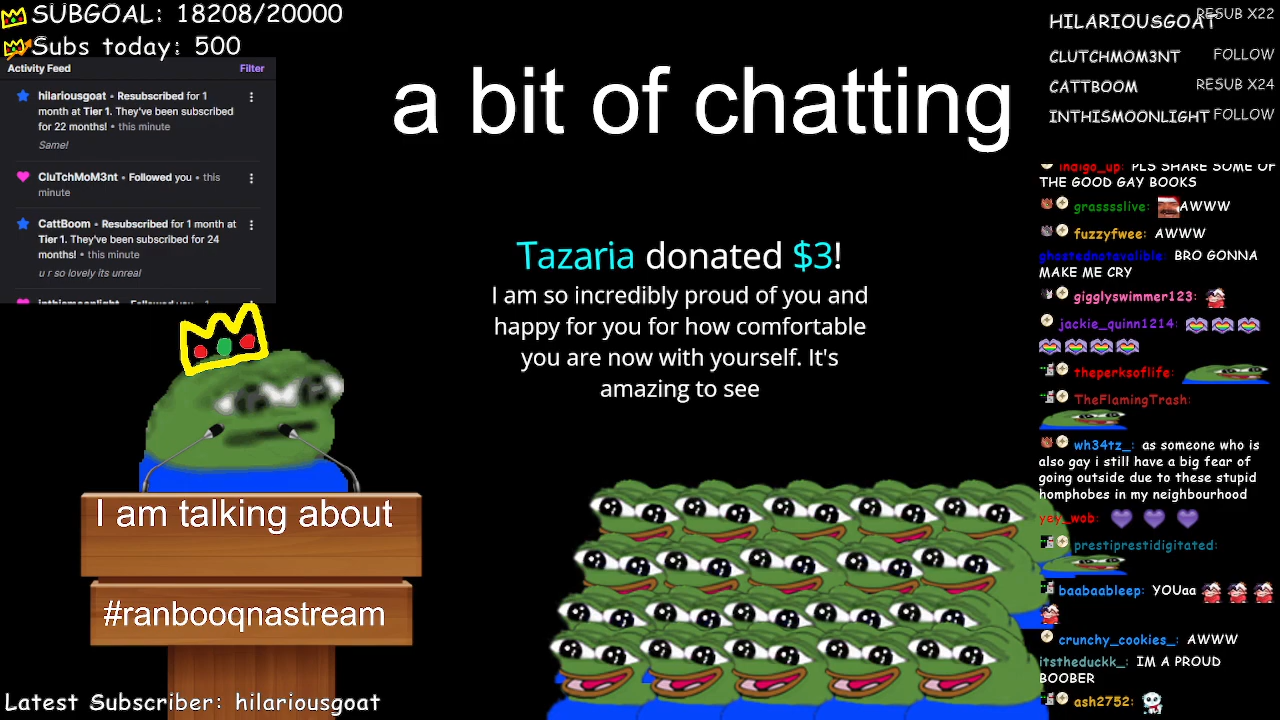 SUBGOAL: 18208/20000
Subs today: 500
Activity Feed
Filter
hilariousgoat • Resubscribed for 1
month at Tier 1. They've been subscribed
for 22 months! • this minute
Same!
CluTchMoM3nt • Followed you • this
minute
CattBoom • Resubscribed for 1 month at
Tier 1. They've been subscribed for 24
months! • this minute
u r so lovely its unreal
inthismoonlight • Followed you • 1
a bit of chatting
Tazaria donated $3!
I am so incredibly proud of you and
happy for you for how comfortable
you are now with yourself. It's
amazing to see
I am talking about
#ranbooqnastream
Latest Subscriber: hilariousgoat
HILARIOUSGOAT RESUB X22
CLUTCHMOM3NT FOLLOW
CATTBOOM RESUB X24
INTHISMOONLIGHT FOLLOW
indigo_up: PLS SHARE SOME OF
THE GOOD GAY BOOKS
grasssslive: AWWW
fuzzyfwee: AWWW
ghostednotavalible: BRO GONNA
MAKE ME CRY
gigglyswimmer123:
jackie_quinn1214:
theperksoflife:
TheFlamingTrash:
wh34tz_: as someone who is
also gay i still have a big fear of
going outside due to these stupid
homphobes in my neighbourhood
yey_wob:
prestiprestidigitated:
baabaableep: YOUaa
crunchy_cookies_: AWWW
itstheduckk_: IM A PROUD
BOOBER
ash2752: